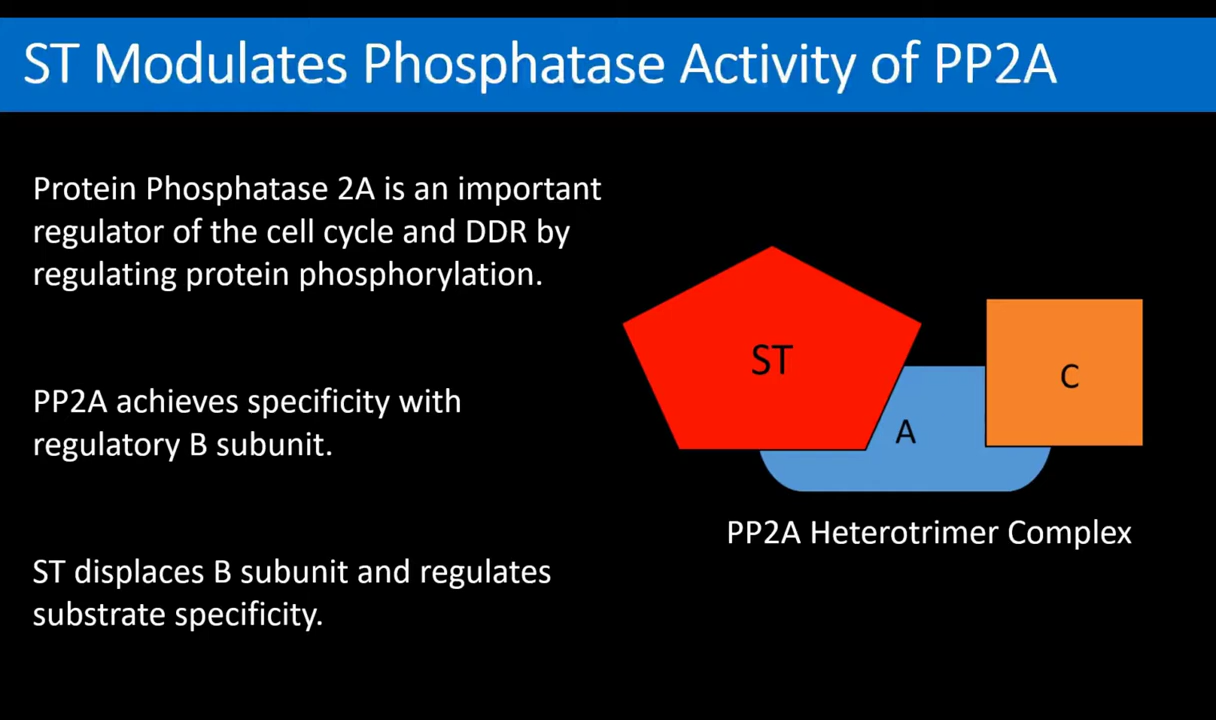 ST Modulates Phosphatase Activity of PP2A
Protein Phosphatase 2A is an important
regulator of the cell cycle and DDR by
regulating protein phosphorylation.
PP2A achieves specificity with
regulatory B subunit.
ST displaces B subunit and regulates
substrate specificity.
ST
C
A
PP2A Heterotrimer Complex